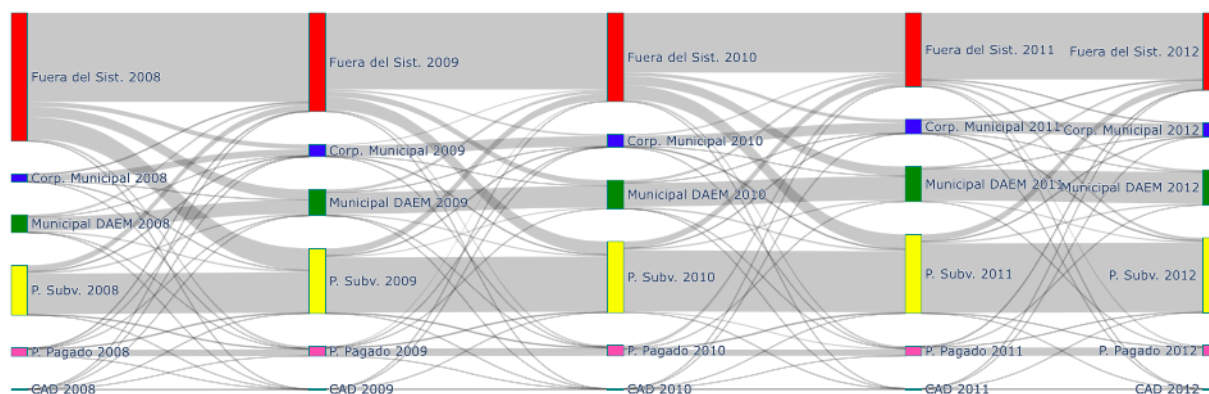 Fuera del Sist. 2008
Fuera del Sist. 2009
Fuera del Sist. 2010
Fuera del Sist. 2011
Fuera del Sist. 2012
Corp. Municipal 2008
Corp. Municipal 2009
Corp. Municipal 2010
Corp. Municipal 2011
Corp. Municipal 2012
Municipal DAEM 2008
Municipal DAEM 2009
Municipal DAEM 2010
Municipal DAEM 2011
Municipal DAEM 2012
P. Subv. 2008
P. Subv. 2009
P. Subv. 2010
P. Subv. 2011
P. Subv. 2012
P. Pagado 2008
P. Pagado 2009
P. Pagado 2010
P. Pagado 2011
P. Pagado 2012
CAD 2008
CAD 2009
CAD 2010
CAD 2011
CAD 2012